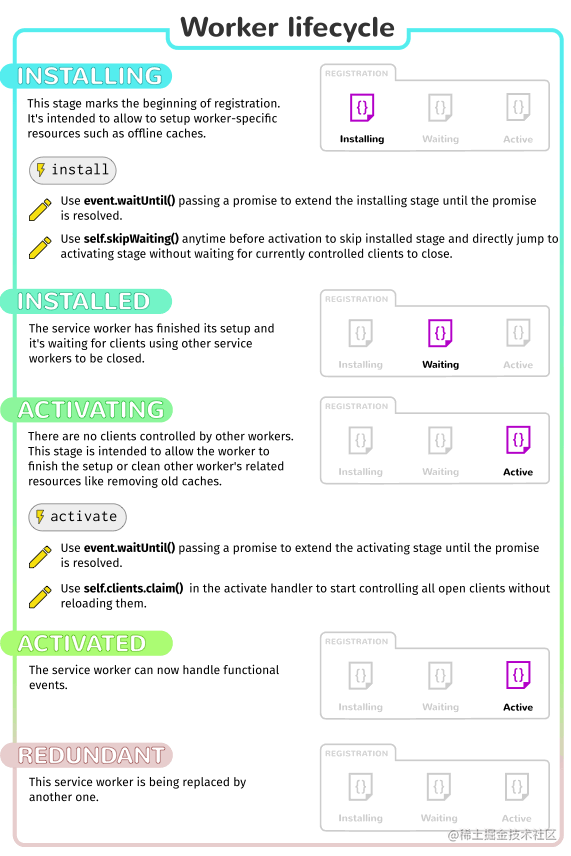 Worker lifecycle
INSTALLING
This stage marks the beginning of registration.
It's intended to allow to setup worker-specific
resources such as offline caches.
REGISTRATION
{}
{}
{}
Installing
Waiting
Active
install
Use event.waitUntil() passing a promise to extend the installing stage until the promise
is resolved.
Use self.skipWaiting() anytime before activation to skip installed stage and directly jump to
activating stage without waiting for currently controlled clients to close.
INSTALLED
The service worker has finished its setup and
it's waiting for clients using other service
workers to be closed.
REGISTRATION
{}
{}
{}
Installing
Waiting
Active
ACTIVATING
There are no clients controlled by other workers.
This stage is intended to allow the worker to
finish the setup or clean other worker's related
resources like removing old caches.
REGISTRATION
{}
{}
{}
Installing
Waiting
Active
activate
Use event.waitUntil() passing a promise to extend the activating stage until the promise
is resolved.
Use self.clients.claim() in the activate handler to start controlling all open clients without
reloading them.
ACTIVATED
The service worker can now handle functional
events.
REGISTRATION
{}
{}
{}
Installing
Waiting
Active
REDUNDANT
This service worker is being replaced by
another one.
REGISTRATION
{}
{}
{}
Installing
Waiting
Active
@稀土掘金技术社区